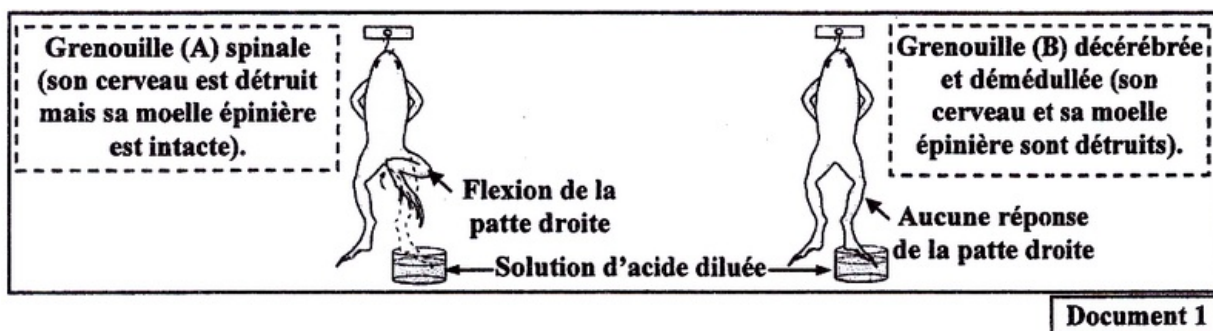 Grenouille (A) spinale
(son cerveau est détruit
mais sa moelle épinière
est intacte).
Flexion de la
patte droite
Solution d'acide diluée
Grenouille (B) décérébrée
et démédullée (son
cerveau et sa moelle
épinière sont détruits).
Aucune réponse
de la patte droite
Document 1